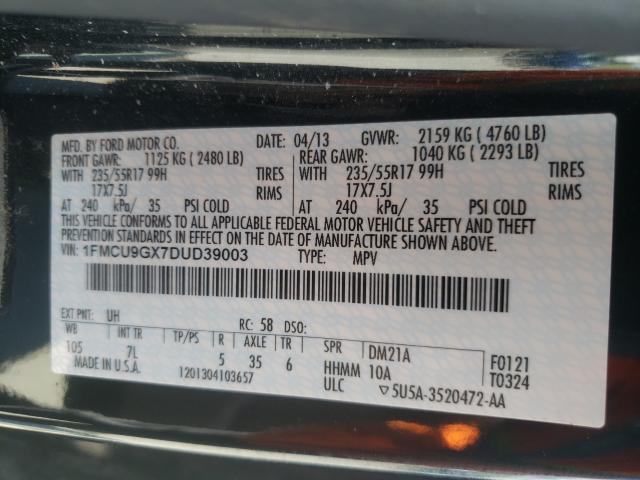 MFD. BY FORD MOTOR CO. DATE: 04/13 GVWR: 2159 KG ( 4760 LB)
FRONT GAWR: 1125 KG ( 2480 LB) REAR GAWR: 1040 KG ( 2293 LB)
WITH 235/55R17 99H TIRES WITH 235/55R17 99H TIRES
17X7.5J RIMS 17X7.5J RIMS
AT 240 kPa/ 35 PSI COLD AT 240 kPa/ 35 PSI COLD
THIS VEHICLE CONFORMS TO ALL APPLICABLE FEDERAL MOTOR VEHICLE SAFETY AND THEFT
PREVENTION STANDARDS IN EFFECT ON THE DATE OF MANUFACTURE SHOWN ABOVE.
VIN: 1FMCU9GX7DUD39003 TYPE: MPV
EXT PNT: UH RC: 58 DSO:
WB INT TR TP/PS R A TR SPR DM21A F0121
105 7L 5 35 6 HHMM 10A T0324
MADE IN U.S.A. 1201304103657 ULC ▽5U5A-3520472-AA